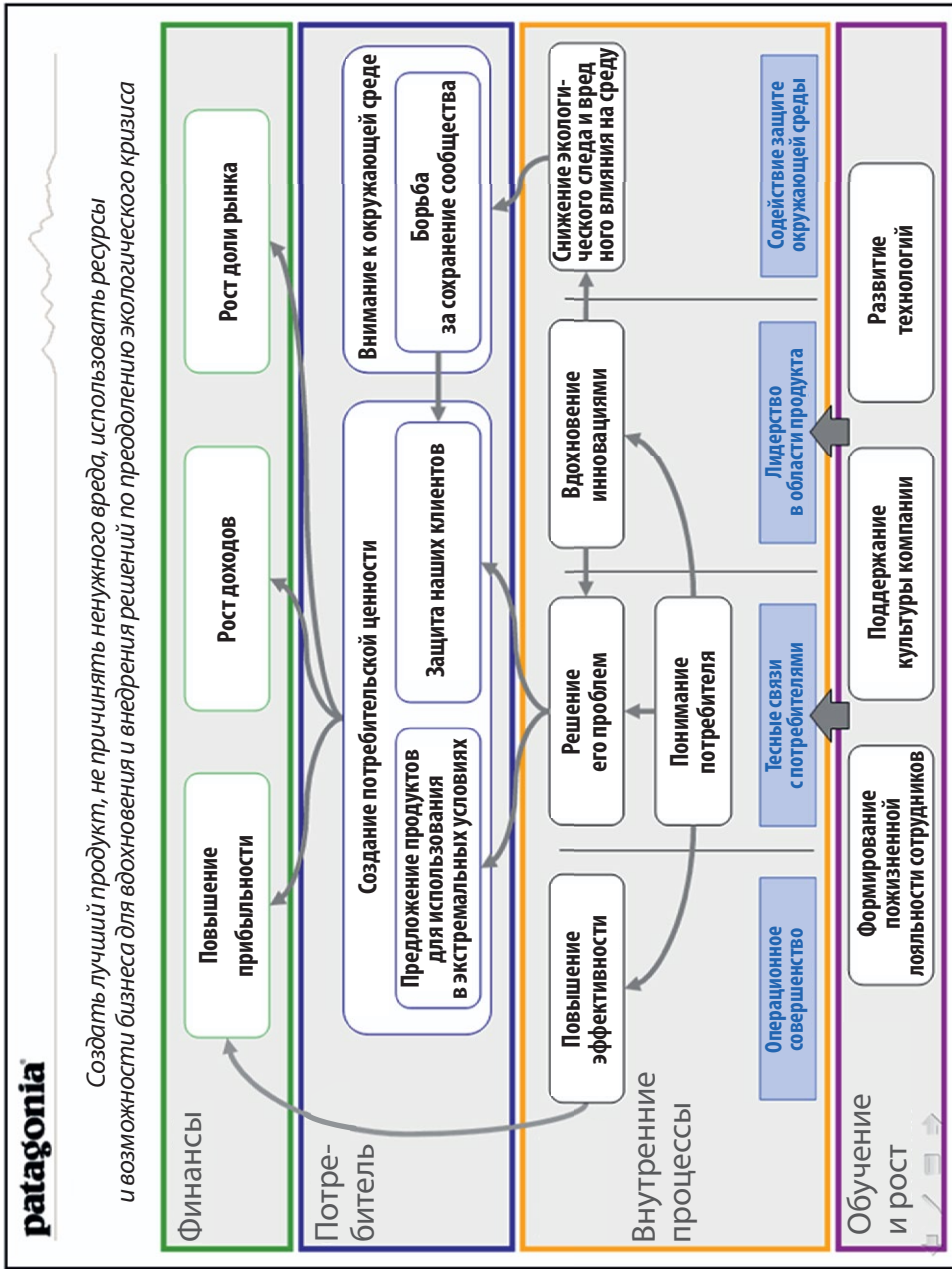 patagonia
Создать лучший продукт, не причинять ненужного вреда, использовать ресурсы
и возможности бизнеса для вдохновения и внедрения решений по преодолению экологического кризиса
Финансы
Повышение
прибыльности
Рост доходов
Рост доли рынка
Потре-
битель
Создание потребительской ценности
Предложение продуктов
для использования
в экстремальных условиях
Защита наших клиентов
Внимание к окружающей среде
Борьба
за сохранение сообщества
Внутренние
процессы
Повышение
эффективности
Решение
его проблем
Понимание
потребителя
Вдохновение
инновациями
Снижение экологи-
ческого следа и вред
ного влияния на среду
Операционное
совершенство
Тесные связи
с потребителями
Лидерство
в области продукта
Содействие защите
окружающей среды
Обучение
и рост
Формирование
пожизненной
лояльности сотрудников
Поддержание
культуры компании
Развитие
технологий